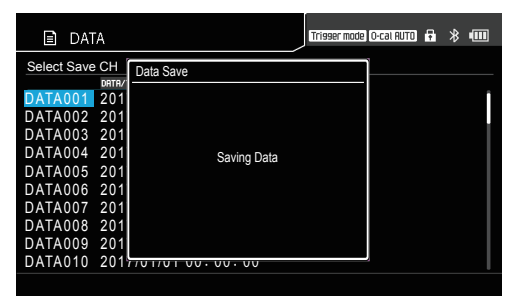 DATA
Trigger mode 0-cal AUTO
Select Save CH
Data Save
DATA/
DATA001 201
DATA002 201
DATA003 201
DATA004 201
Saving Data
DATA005 201
DATA006 201
DATA007 201
DATA008 201
DATA009 201
DATA010 2017/01/01 00:00:00